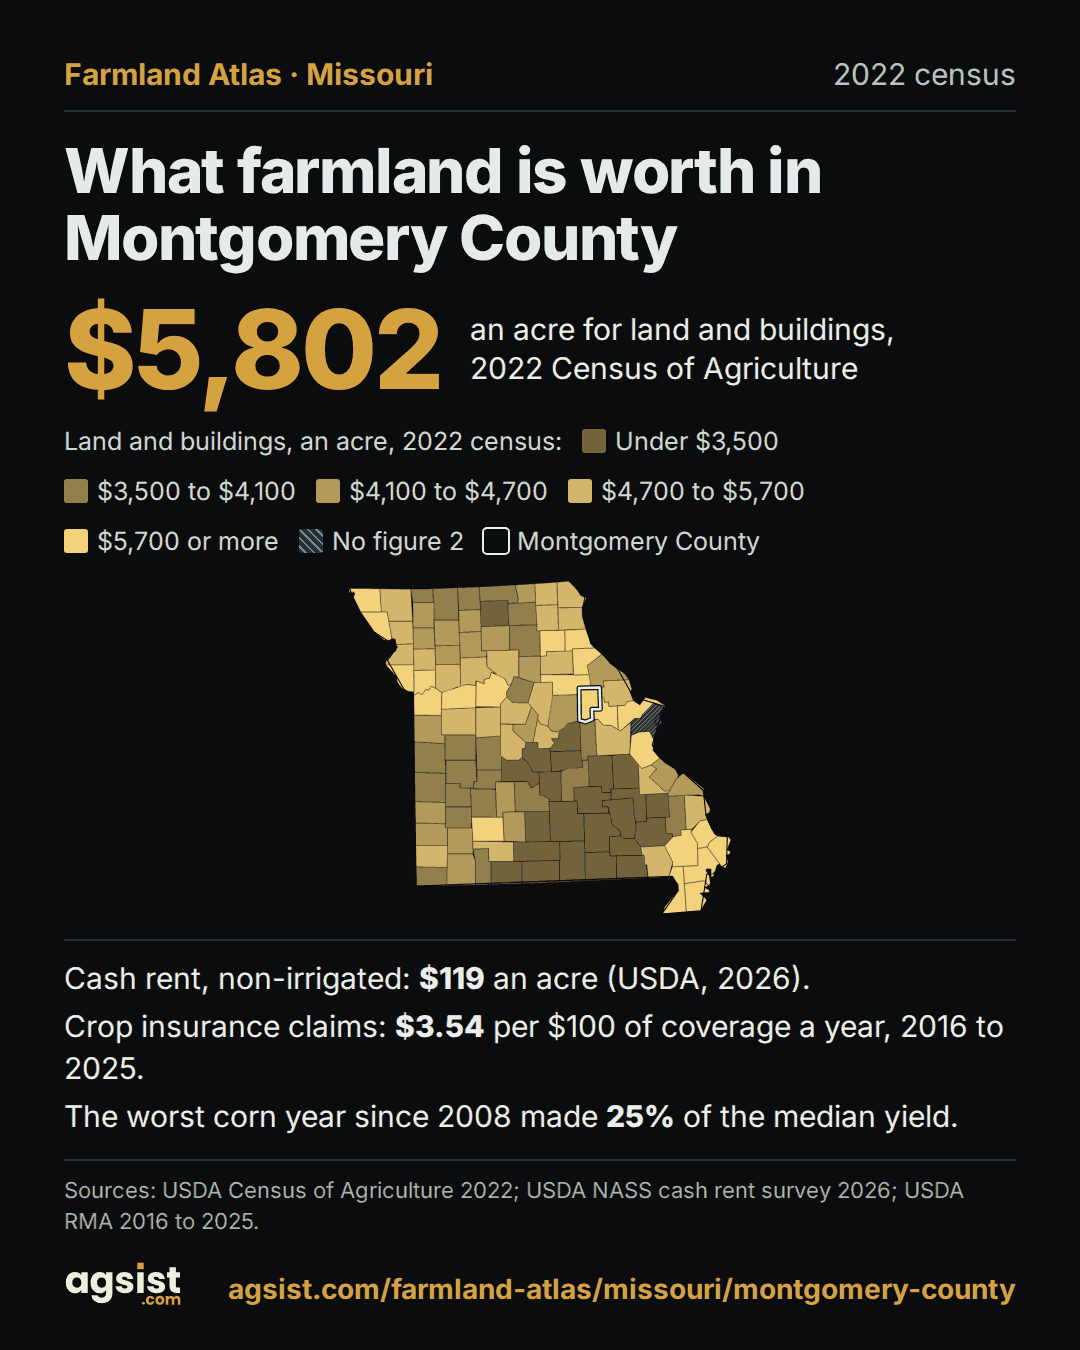 Farmland Atlas · Missouri
2022 census
What farmland is worth in
Montgomery County
$5,802
an acre for land and buildings,
2022 Census of Agriculture
Land and buildings, an acre, 2022 census: Under $3,500
$3,500 to $4,100 $4,100 to $4,700 $4,700 to $5,700
$5,700 or more No figure 2 Montgomery County
Cash rent, non-irrigated: $119 an acre (USDA, 2026).
Crop insurance claims: $3.54 per $100 of coverage a year, 2016 to
2025.
The worst corn year since 2008 made 25% of the median yield.
Sources: USDA Census of Agriculture 2022; USDA NASS cash rent survey 2026; USDA
RMA 2016 to 2025.
agsist
.com
agsist.com/farmland-atlas/missouri/montgomery-county